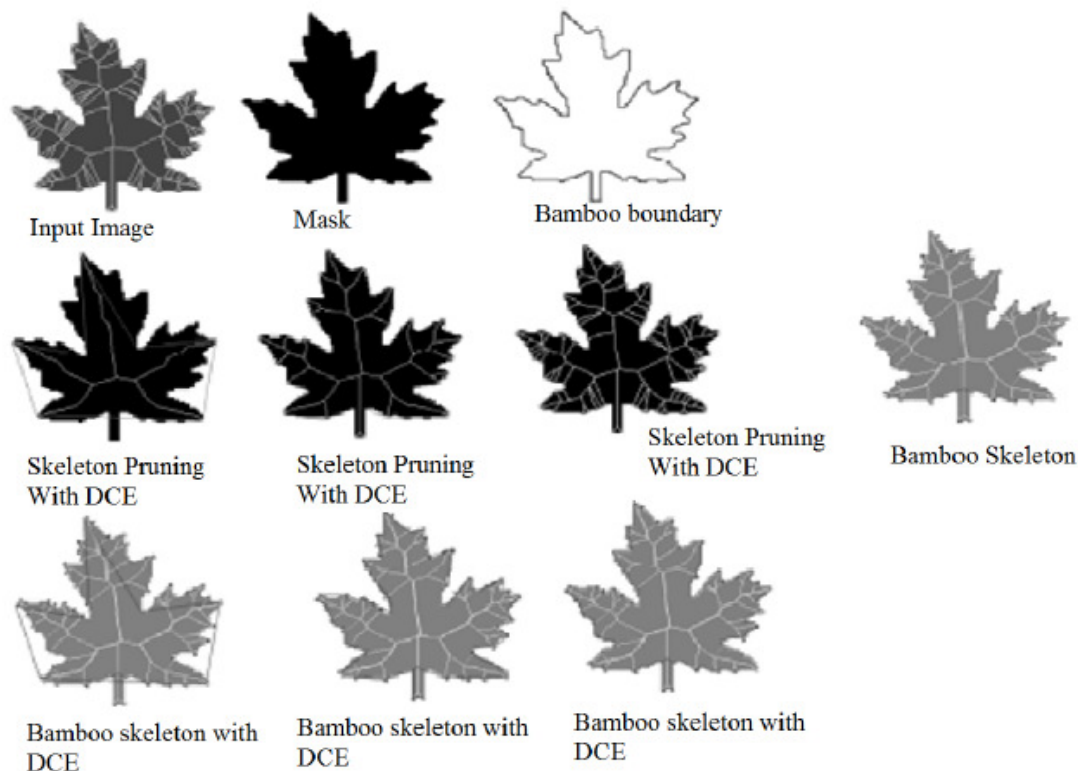 Input Image
Mask
Bamboo boundary
Skeleton Pruning
With DCE
Skeleton Pruning
With DCE
Skeleton Pruning
With DCE
Bamboo Skeleton
Bamboo skeleton with
DCE
Bamboo skeleton with
DCE
Bamboo skeleton with
DCE